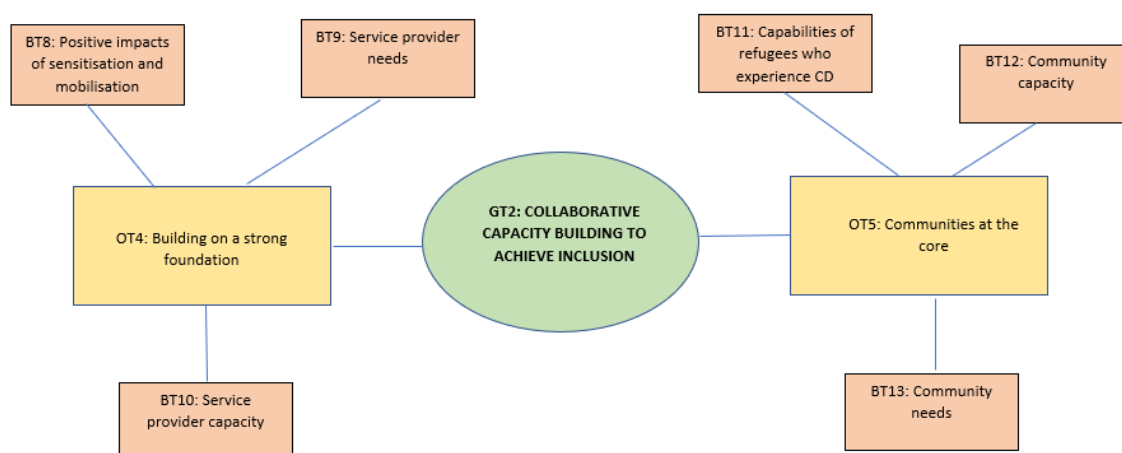 BT8: Positive impacts
of sensitisation and
mobilisation
BT9: Service provider
needs
BT11: Capabilities of
refugees who
experience CD
BT12: Community
capacity
OT4: Building on a strong
foundation
GT2: COLLABORATIVE
CAPACITY BUILDING TO
ACHIEVE INCLUSION
OT5: Communities at the
core
BT10: Service
provider capacity
BT13: Community
needs